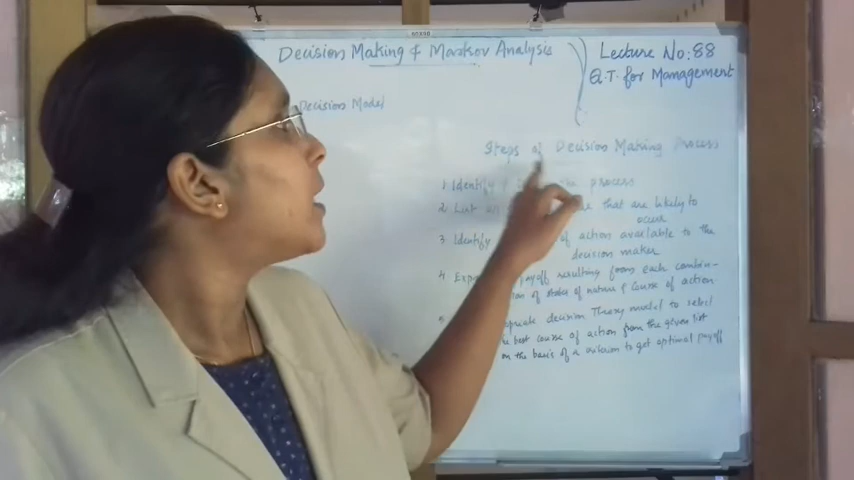 Decision Making & Markov Analysis
Lecture No: 88
Q.T. for Management
Decision Model
Steps of Decision Making Process
1 Identify process
2 List that are likely to
occur
3 Identify of action available to the
decision maker
4 payoff resulting from each combin-
ation of states of nature & course of action
decision Theory model to select
best course of action from the given list
on the basis of a criterion to get optimal payoff